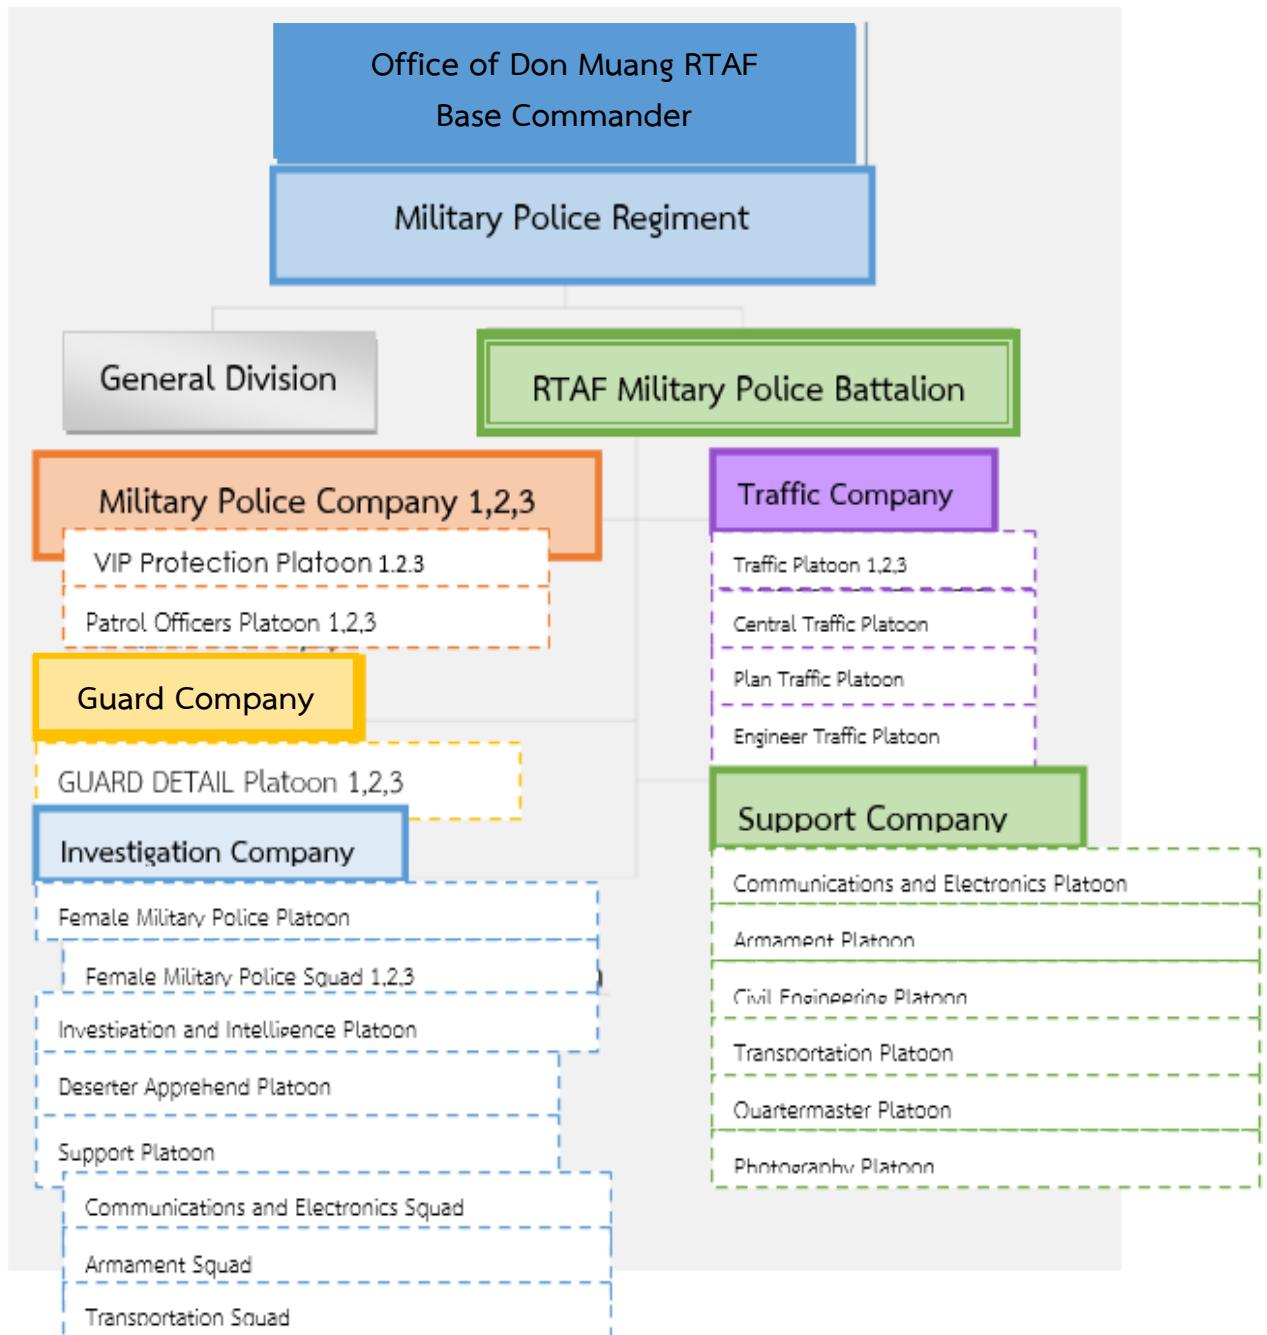 Office of Don Muang RTAF
Base Commander
Military Police Regiment
General Division
RTAF Military Police Battalion
Military Police Company 1,2,3
VIP Protection Platoon 1.2.3
Patrol Officers Platoon 1,2,3
Guard Company
GUARD DETAIL Platoon 1,2,3
Investigation Company
Female Military Police Platoon
Female Military Police Squad 1,2,3
Investigation and Intelligence Platoon
Deserter Apprehend Platoon
Support Platoon
Communications and Electronics Squad
Armament Squad
Transportation Squad
Traffic Company
Traffic Platoon 1,2,3
Central Traffic Platoon
Plan Traffic Platoon
Engineer Traffic Platoon
Support Company
Communications and Electronics Platoon
Armament Platoon
Civil Engineering Platoon
Transportation Platoon
Quartermaster Platoon
Photography Platoon